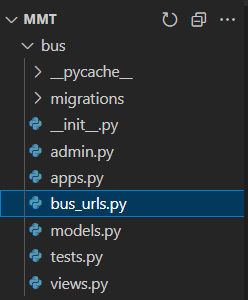 MMT
bus
__pycache__
migrations
__init__.py
admin.py
apps.py
bus_urls.py
models.py
tests.py
views.py